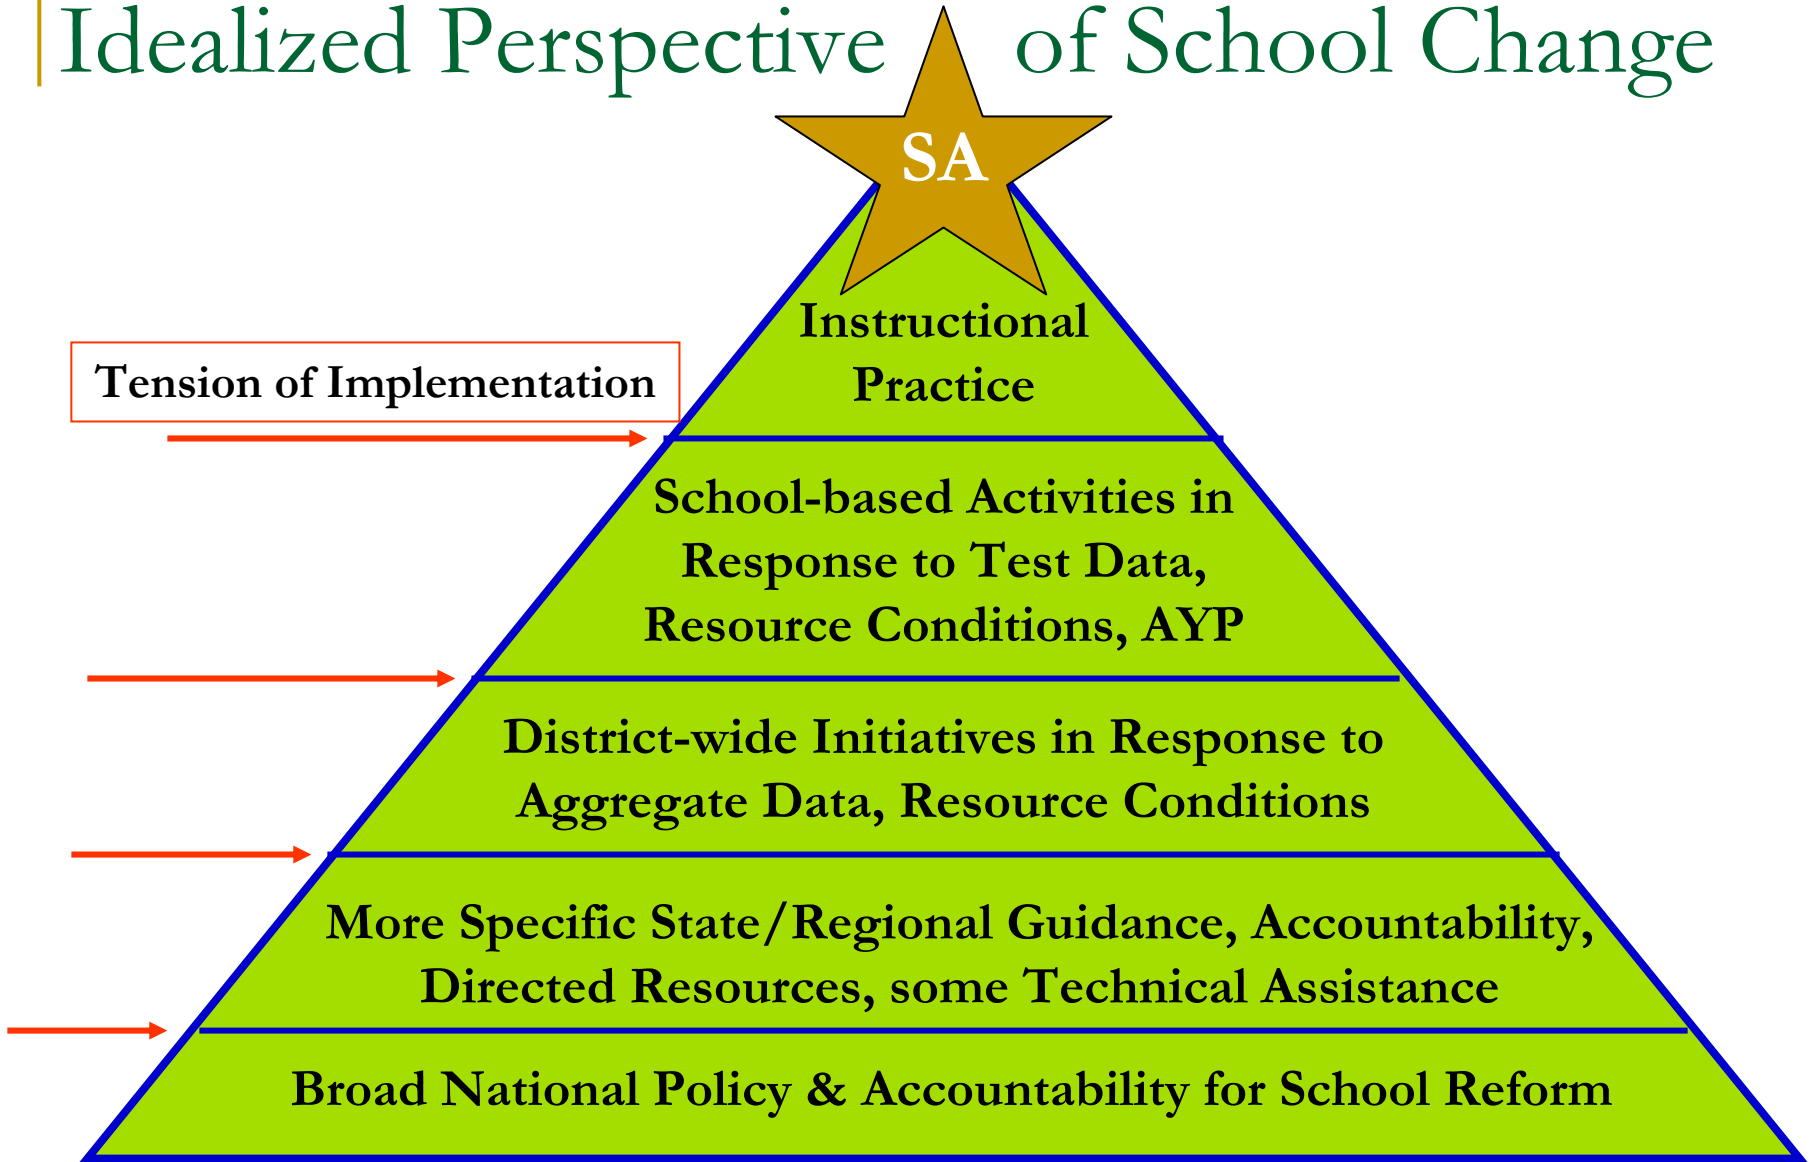 Idealized Perspective of School Change
SA
Instructional
Practice
Tension of Implementation
School-based Activities in
Response to Test Data,
Resource Conditions, AYP
District-wide Initiatives in Response to
Aggregate Data, Resource Conditions
More Specific State/Regional Guidance, Accountability,
Directed Resources, some Technical Assistance
Broad National Policy & Accountability for School Reform